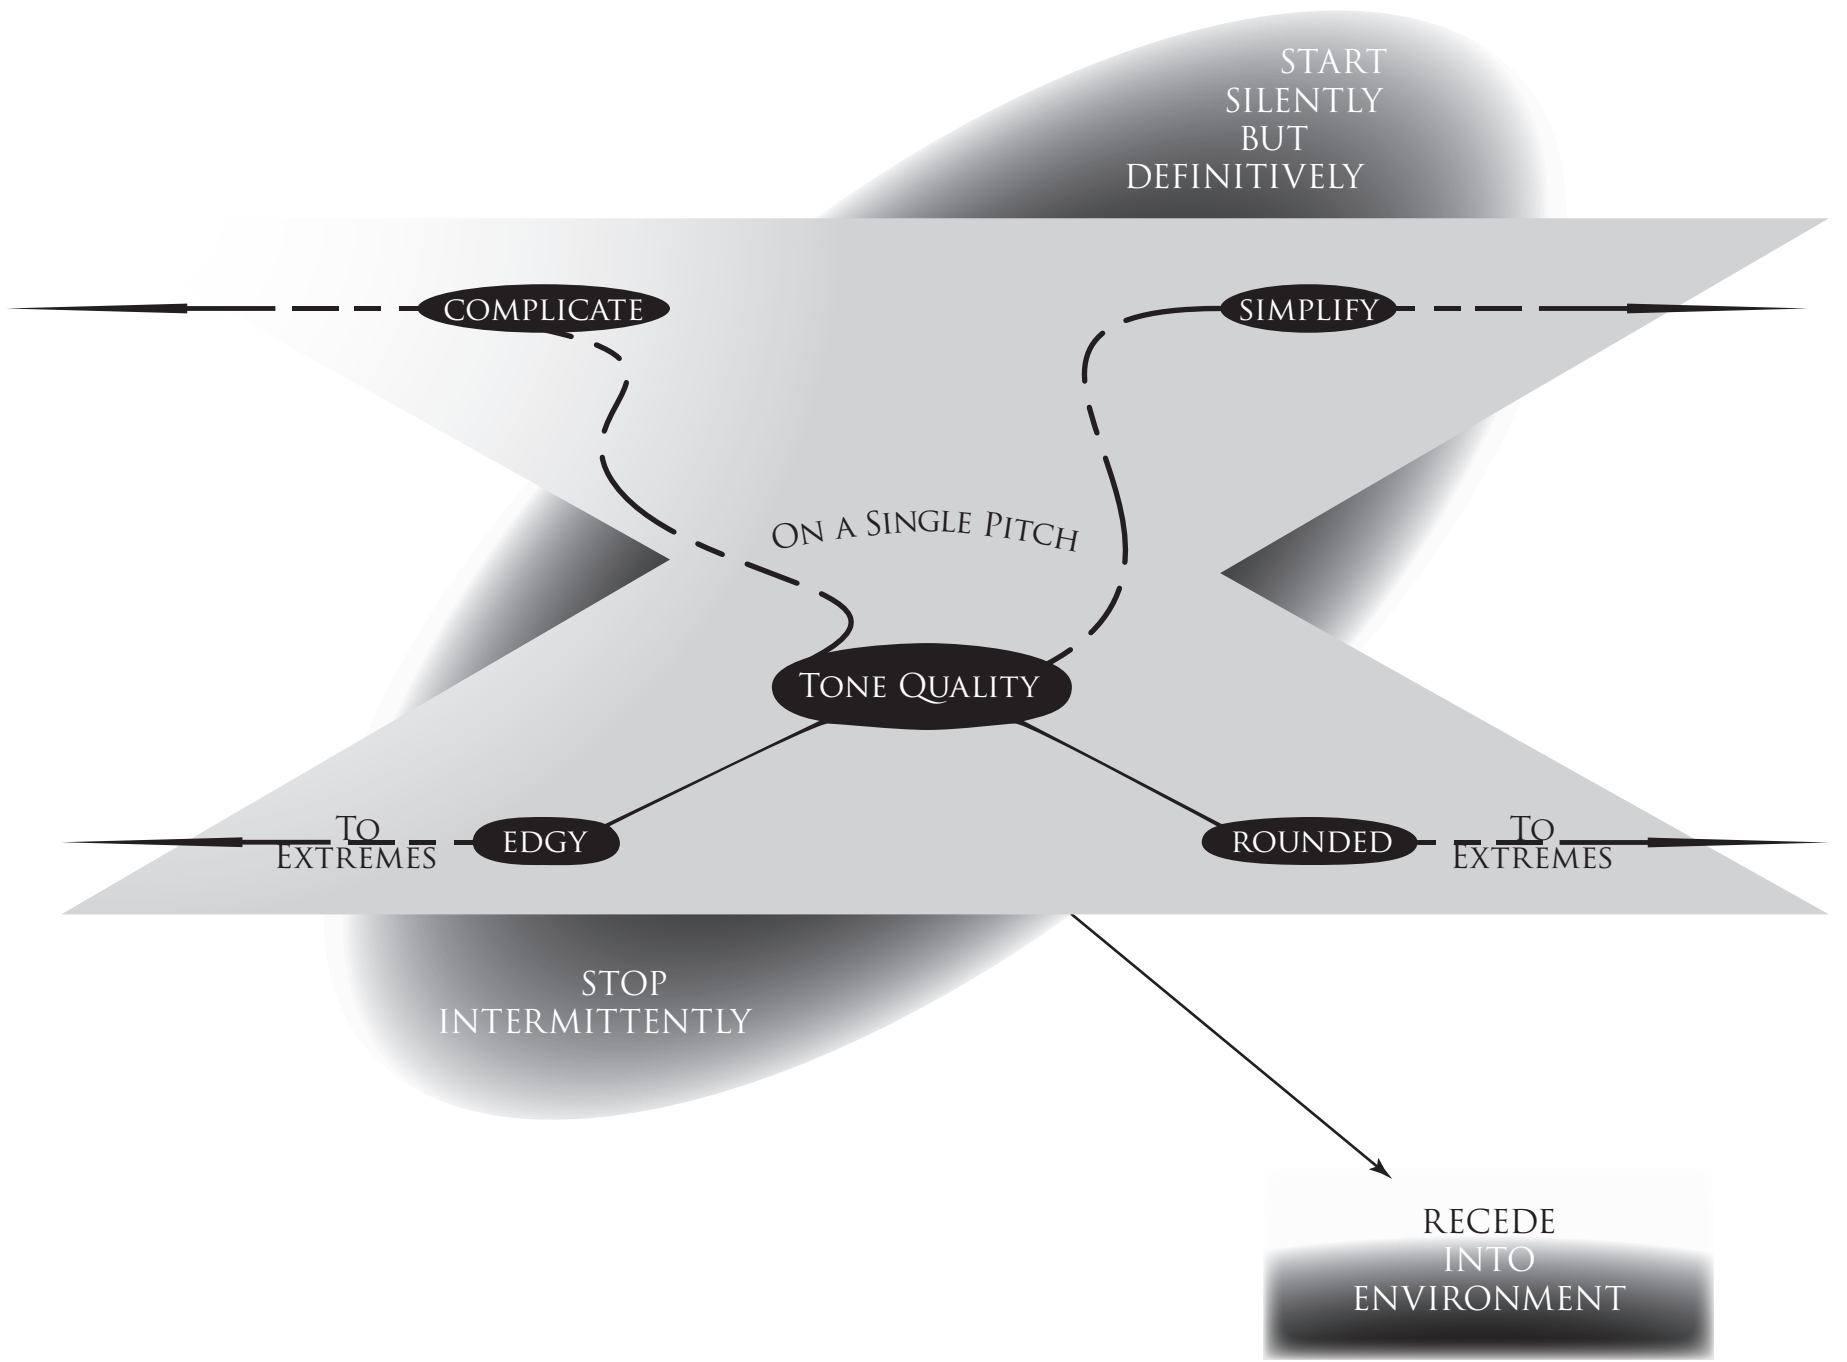 START
SILENTLY
BUT
DEFINITIVELY
COMPLICATE
SIMPLIFY
ON A SINGLE PITCH
TONE QUALITY
TO
EXTREMES
EDGY
ROUNDED
TO
EXTREMES
STOP
INTERMITTENTLY
RECEDE
INTO
ENVIRONMENT